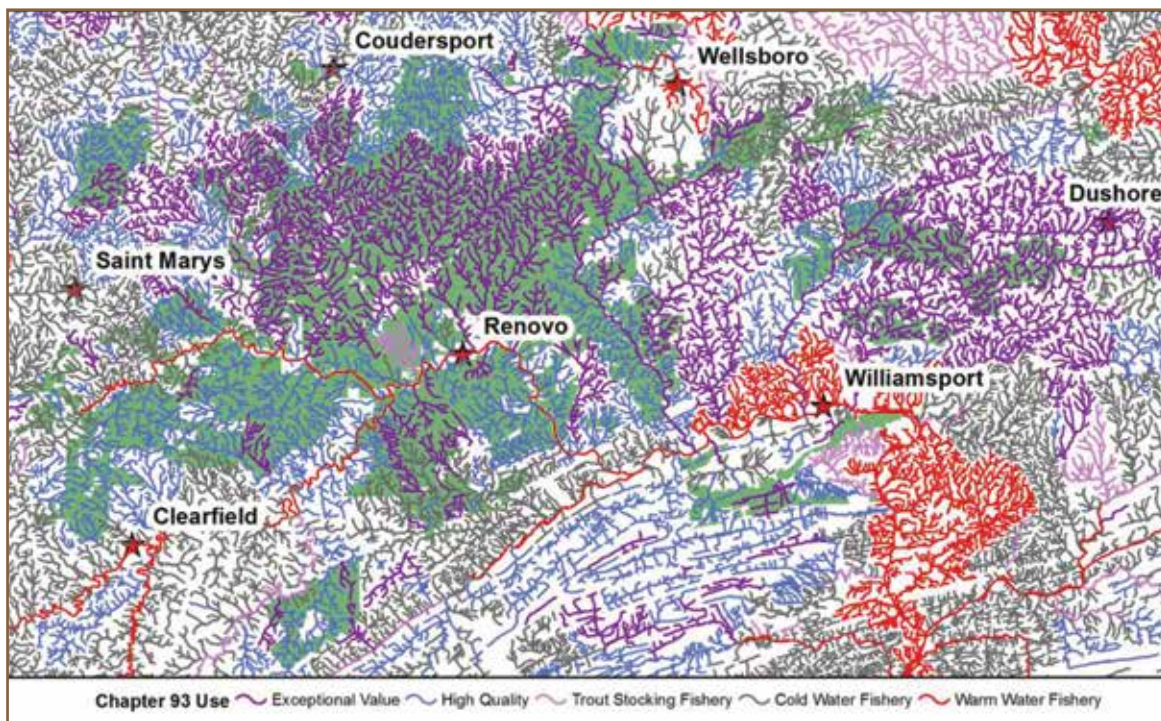 Coudersport
Wellsboro
Dushore
Saint Marys
Renovo
Williamsport
Clearfield
Chapter 93 Use Exceptional Value High Quality Trout Stocking Fishery Cold Water Fishery Warm Water Fishery